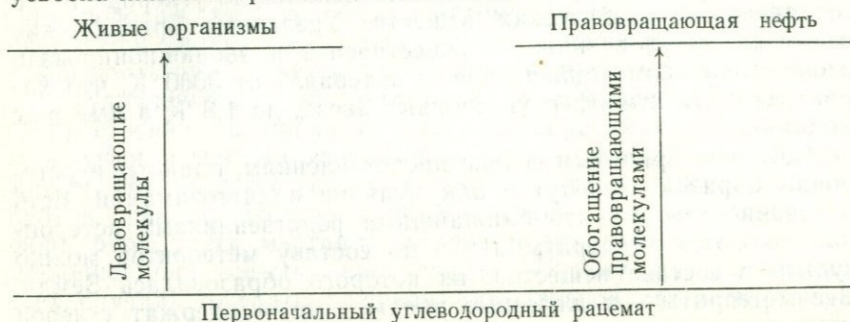 Живые организмы
Правовращающая нефть
Левовращающие
молекулы
Обогащение
правовращающими
молекулами
Первоначальный углеводородный рацемат